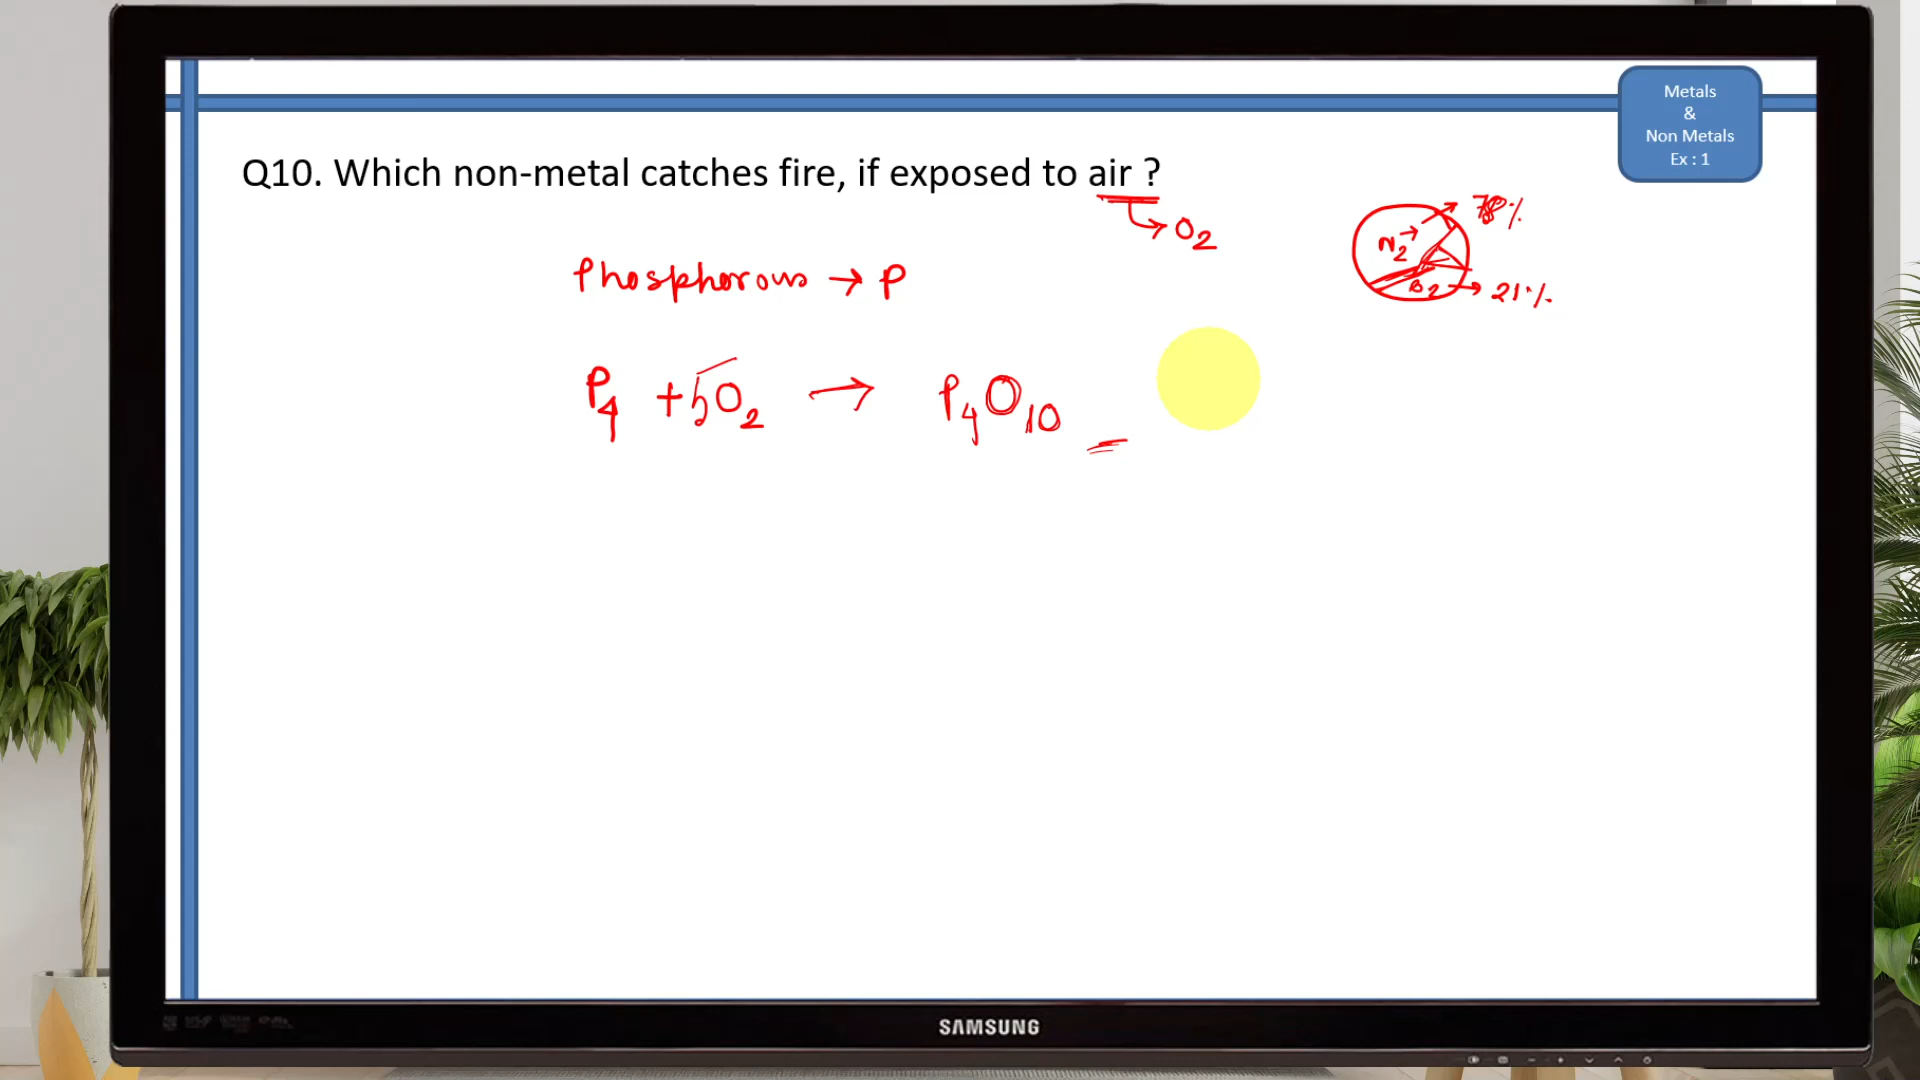 Metals
&
Non Metals
Ex : 1
Q10. Which non-metal catches fire, if exposed to air ?
O2
N2 → 78%
O2 → 21%
Phosphorous → P
P4 + 5O2 → P4O10
SAMSUNG